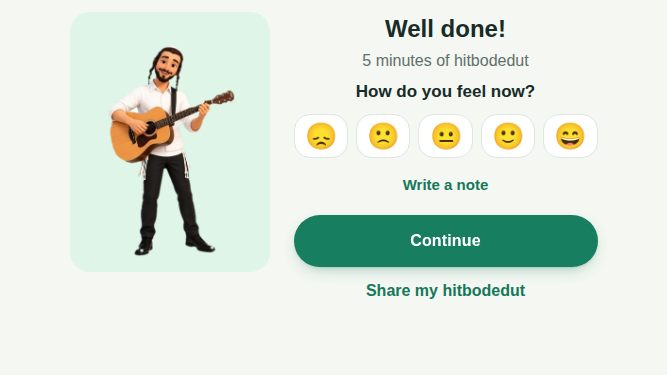 Well done!
5 minutes of hitbodedut
How do you feel now?
Write a note
Continue
Share my hitbodedut